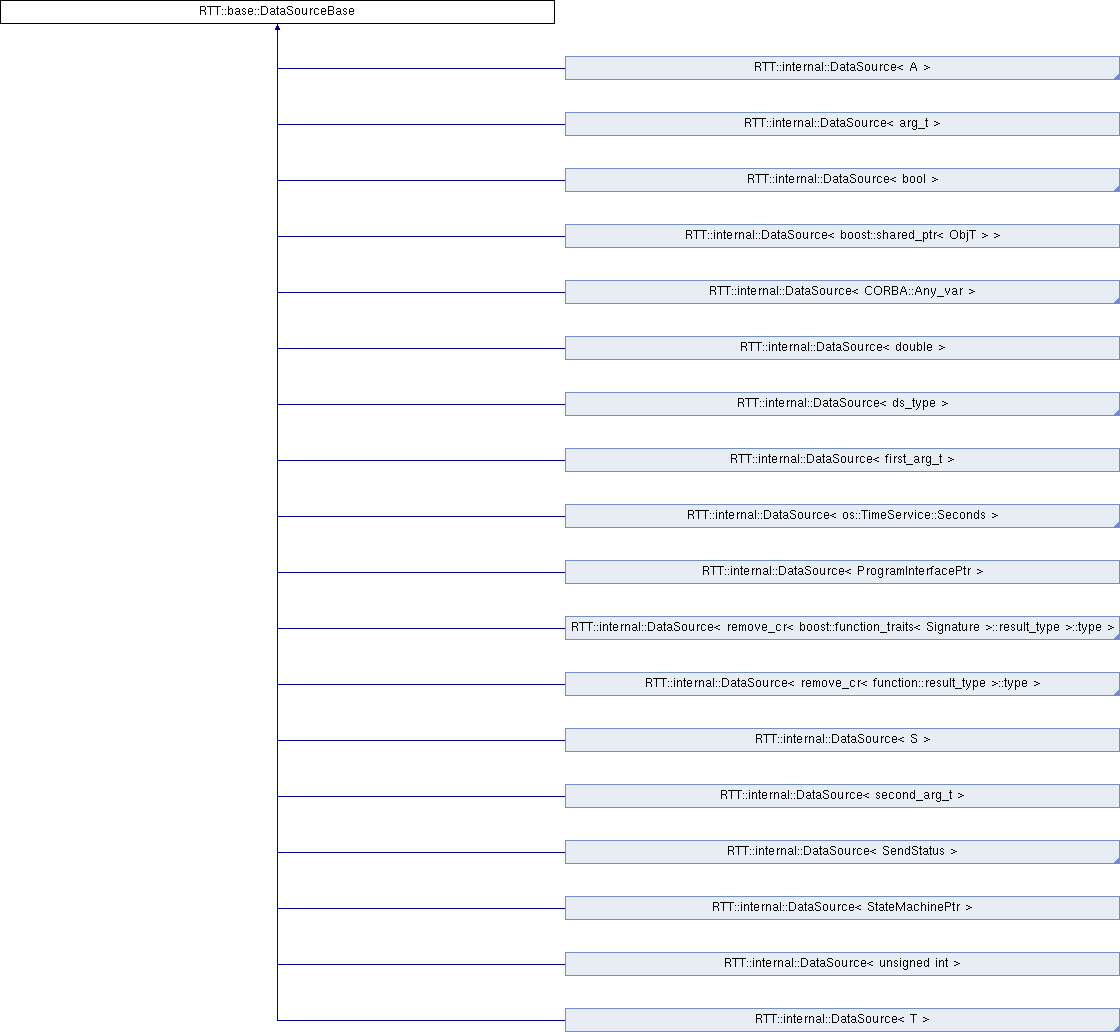 RTT::base::DataSourceBase
RTT::internal::DataSource< A >
RTT::internal::DataSource< arg_t >
RTT::internal::DataSource< bool >
RTT::internal::DataSource< boost::shared_ptr< ObjT > >
RTT::internal::DataSource< CORBA::Any_var >
RTT::internal::DataSource< double >
RTT::internal::DataSource< ds_type >
RTT::internal::DataSource< first_arg_t >
RTT::internal::DataSource< os::TimeService::Seconds >
RTT::internal::DataSource< ProgramInterfacePtr >
RTT::internal::DataSource< remove_cr< boost::function_traits< Signature >::result_type >::type >
RTT::internal::DataSource< remove_cr< function::result_type >::type >
RTT::internal::DataSource< S >
RTT::internal::DataSource< second_arg_t >
RTT::internal::DataSource< SendStatus >
RTT::internal::DataSource< StateMachinePtr >
RTT::internal::DataSource< unsigned int >
RTT::internal::DataSource< T >